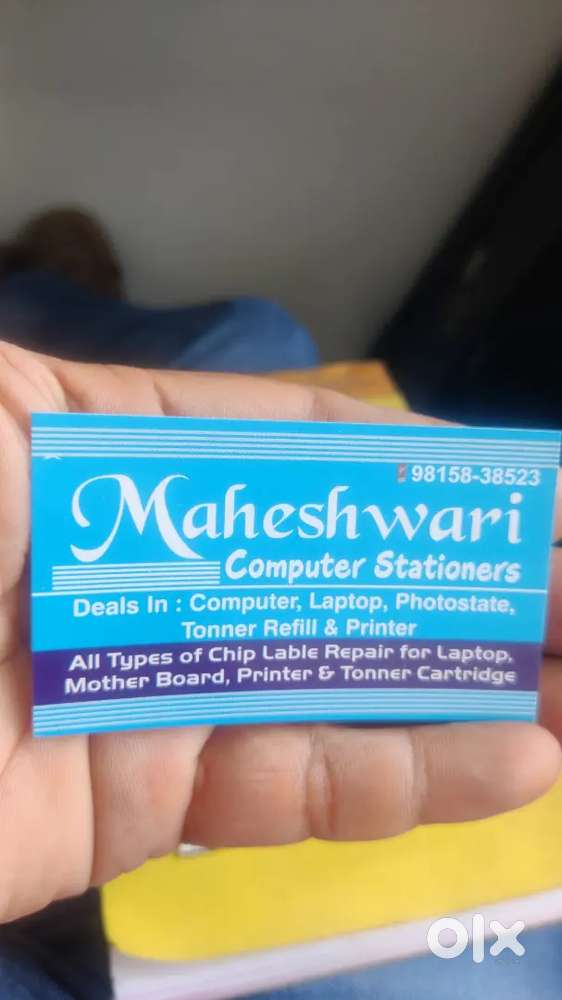 98158-38523
Maheshwari
Computer Stationers
Deals In : Computer, Laptop, Photostate,
Tonner Refill & Printer
All Types of Chip Lable Repair for Laptop,
Mother Board, Printer & Tonner Cartridge
olx